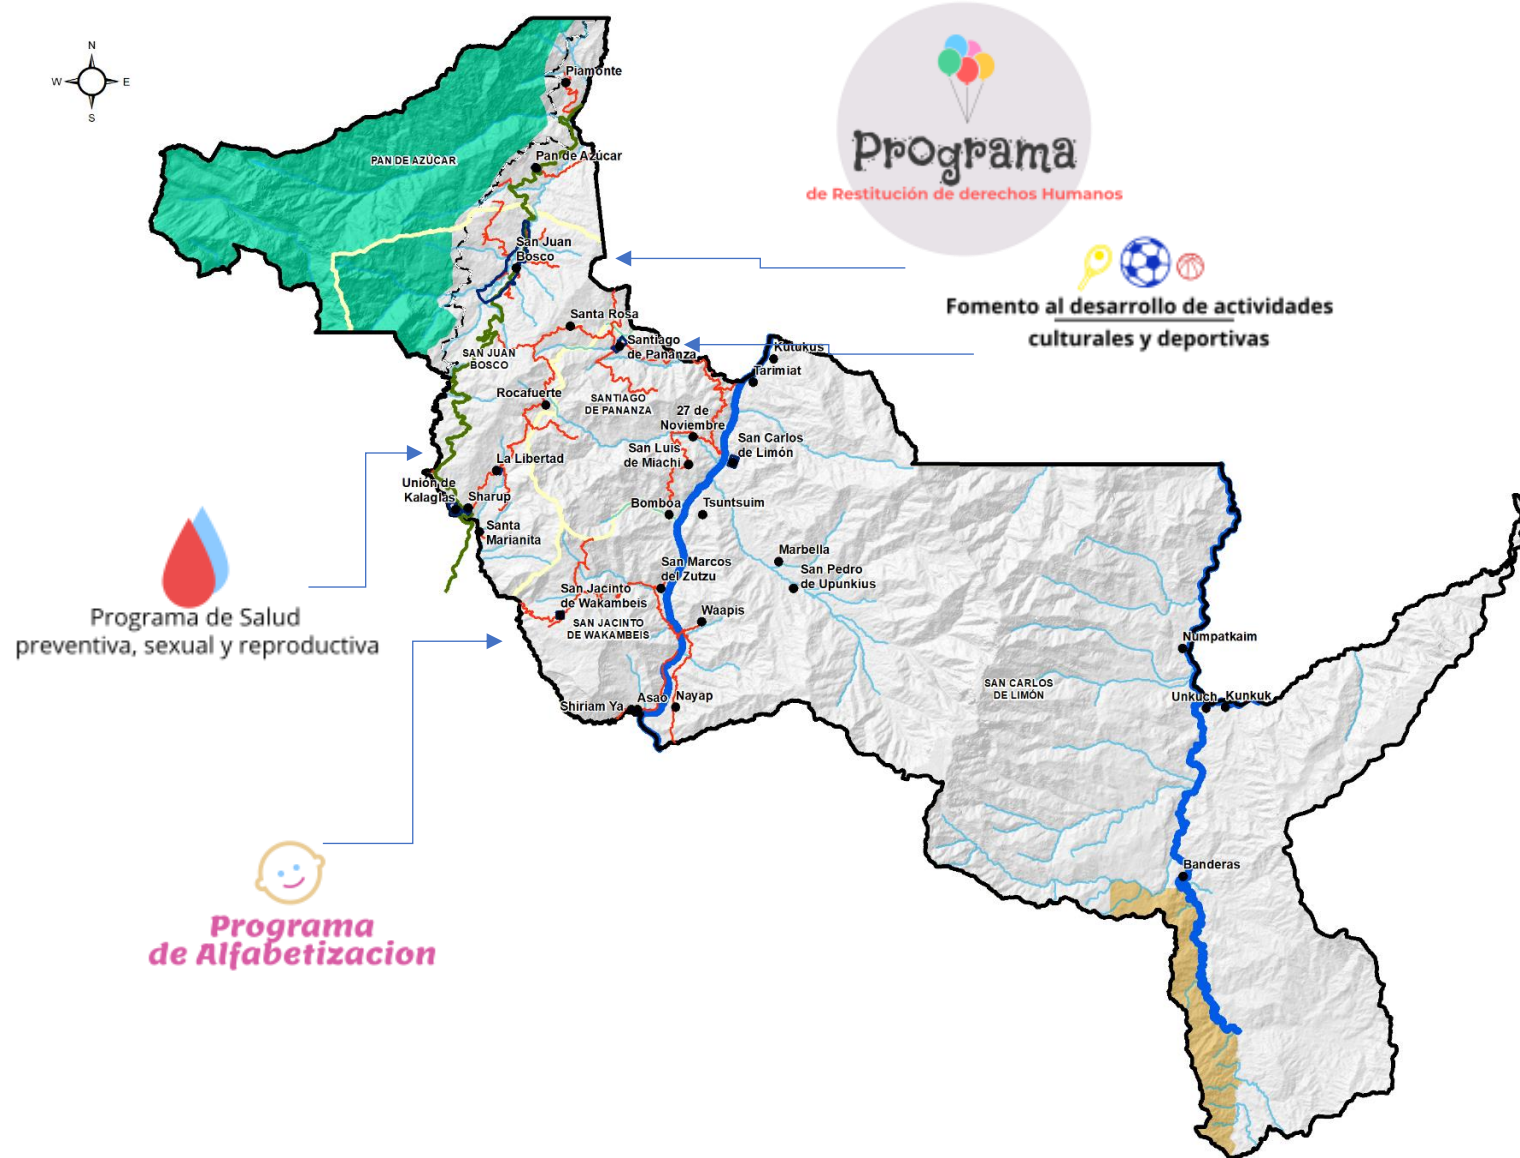 N
W E
S
Piamonte
PAN DE AZÚCAR
Pan de Azúcar
Programa
de Restitución de derechos Humanos
San Juan
Bosco
Fomento al desarrollo de actividades
culturales y deportivas
Santa Rosa
Santiago
de Pananza
Kutukus
SAN JUAN
BOSCO
Tarimiat
Rocafuerte
SANTIAGO
DE PANANZA
27 de
Noviembre
San Carlos
de Limón
San Luis
de Miachi
La Libertad
Unión de
Kalaglas
Sharup
Bomboa
Tsuntsuim
Santa
Marianita
Marbella
San Marcos
del Zutzu
San Pedro
de Upunkius
San Jacinto
de Wakambeis
Waapis
SAN JACINTO
DE WAKAMBEIS
Programa de Salud
preventiva, sexual y reproductiva
Numpatkaim
SAN CARLOS
DE LIMÓN
Shiriam Ya
Asao
Nayap
Unkuch
Kunkuk
Banderas
Programa
de Alfabetizacion